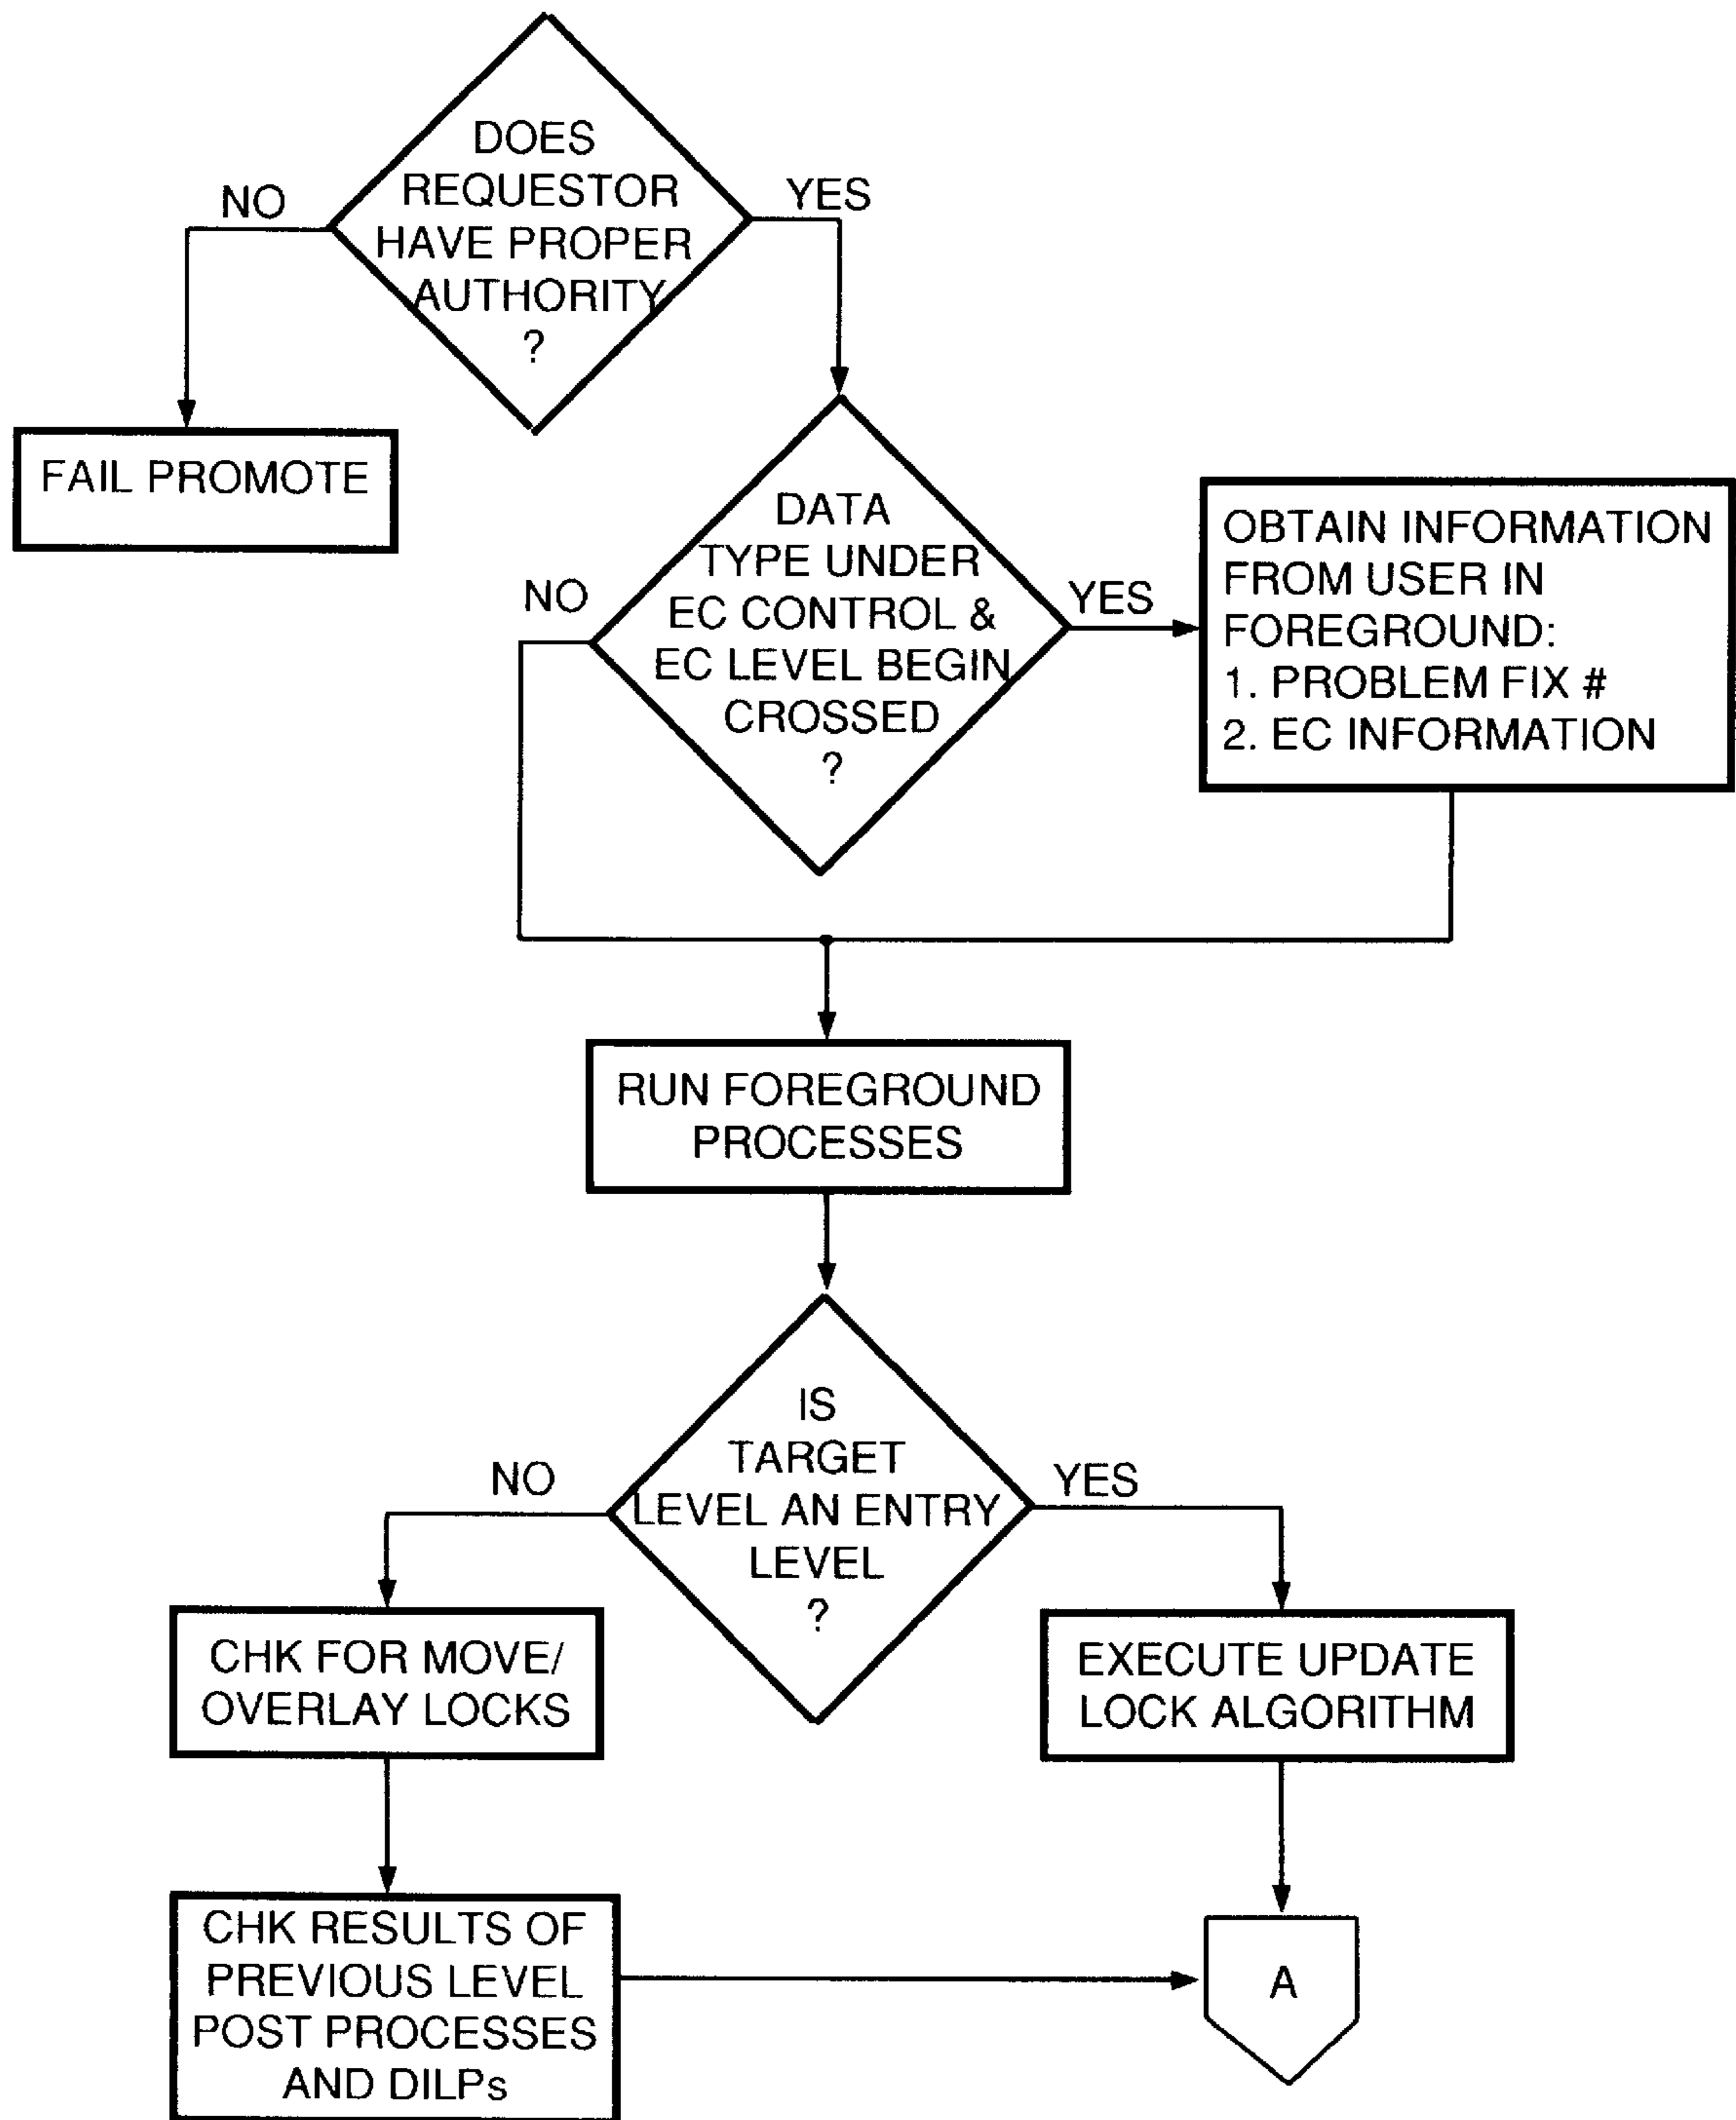 DOES
REQUESTOR
HAVE PROPER
AUTHORITY
?
NO
YES
FAIL PROMOTE
DATA
TYPE UNDER
EC CONTROL &
EC LEVEL BEGIN
CROSSED
?
NO
YES
OBTAIN INFORMATION
FROM USER IN
FOREGROUND:
1. PROBLEM FIX #
2. EC INFORMATION
RUN FOREGROUND
PROCESSES
IS
TARGET
LEVEL AN ENTRY
LEVEL
?
NO
YES
CHK FOR MOVE/
OVERLAY LOCKS
EXECUTE UPDATE
LOCK ALGORITHM
CHK RESULTS OF
PREVIOUS LEVEL
POST PROCESSES
AND DILPs
A